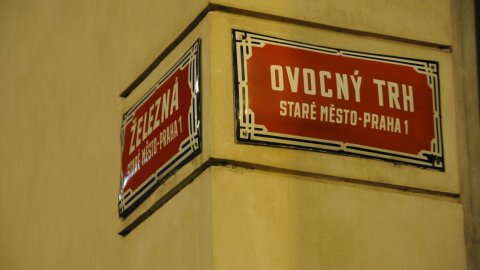 ŽELEZNÁ
STARÉ MĚSTO-PRAHA 1
OVOCNÝ TRH
STARÉ MĚSTO-PRAHA 1